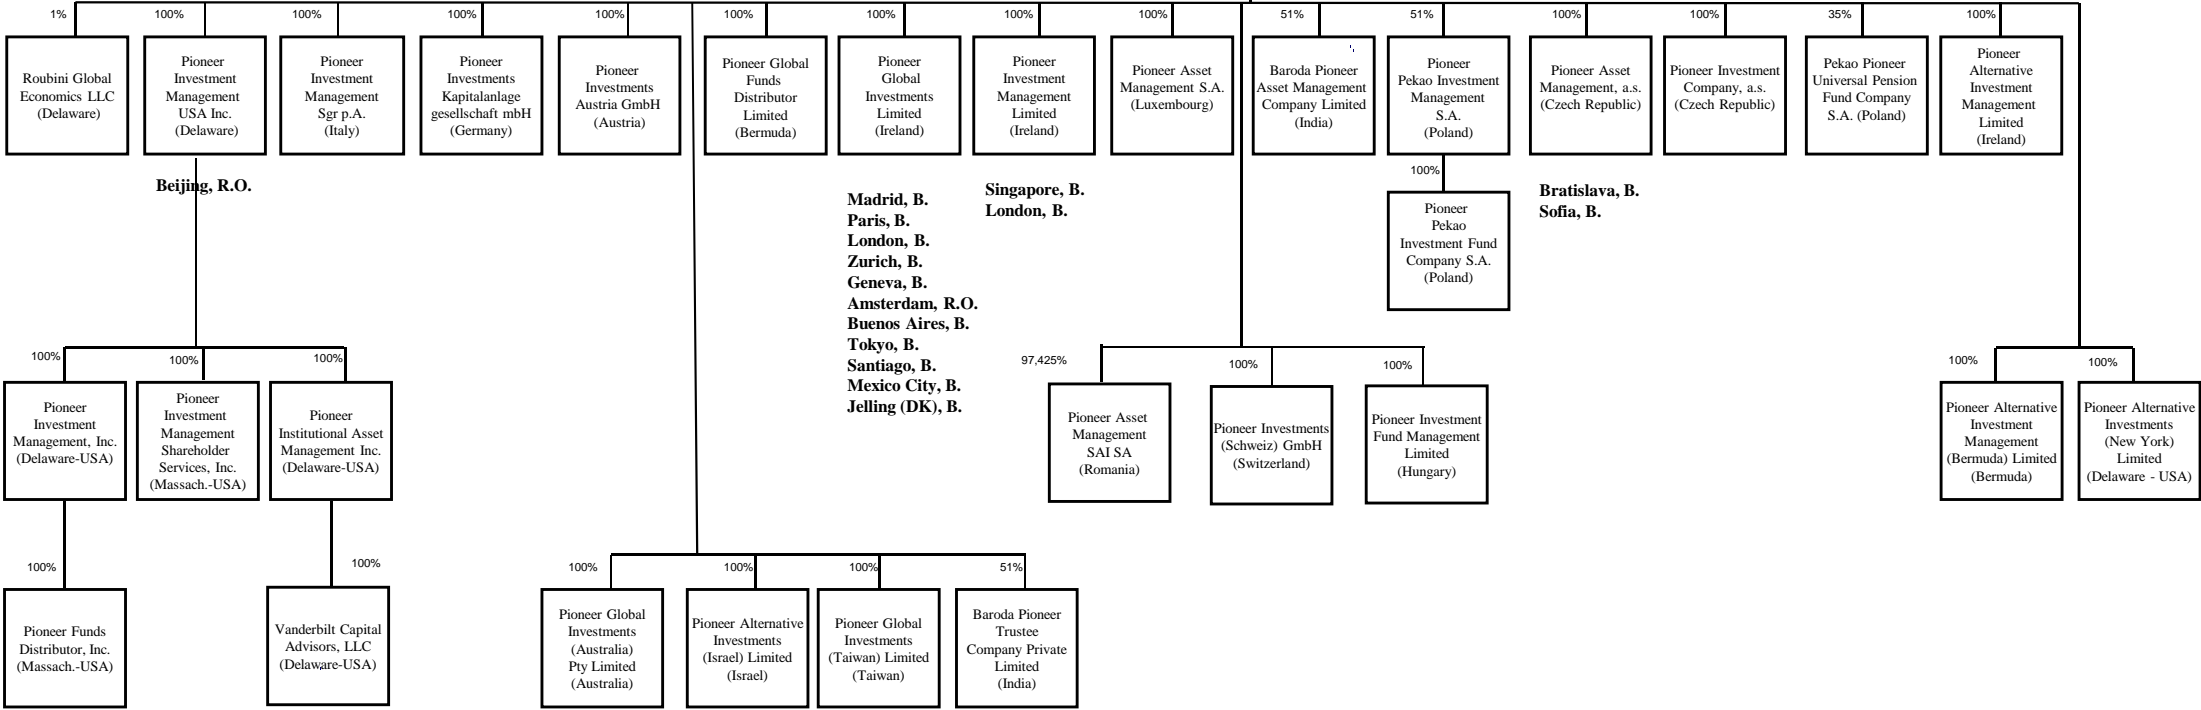 1%
100%
100%
100%
100%
100%
100%
100%
100%
51%
51%
100%
100%
35%
100%
Roubini Global
Economics LLC
(Delaware)
Pioneer
Investment
Management
USA Inc.
(Delaware)
Pioneer
Investment
Management
Sgr p.A.
(Italy)
Pioneer
Investments
Kapitalanlage
gesellschaft mbH
(Germany)
Pioneer
Investments
Austria GmbH
(Austria)
Pioneer Global
Funds
Distributor
Limited
(Bermuda)
Pioneer
Global
Investments
Limited
(Ireland)
Pioneer
Investment
Management
Limited
(Ireland)
Pioneer Asset
Management S.A.
(Luxembourg)
Baroda Pioneer
Asset Management
Company Limited
(India)
Pioneer
Pekao Investment
Management
S.A.
(Poland)
Pioneer Asset
Management, a.s.
(Czech Republic)
Pioneer Investment
Company, a.s.
(Czech Republic)
Pekao Pioneer
Universal Pension
Fund Company
S.A. (Poland)
Pioneer
Alternative
Investment
Management
Limited
(Ireland)
Beijing, R.O.
Madrid, B.
Paris, B.
London, B.
Zurich, B.
Geneva, B.
Amsterdam, R.O.
Buenos Aires, B.
Tokyo, B.
Santiago, B.
Mexico City, B.
Jelling (DK), B.
Singapore, B.
London, B.
100%
Pioneer
Pekao
Investment Fund
Company S.A.
(Poland)
Bratislava, B.
Sofia, B.
100%
100%
100%
97,425%
100%
100%
100%
100%
Pioneer
Investment
Management, Inc.
(Delaware-USA)
Pioneer
Investment
Management
Shareholder
Services, Inc.
(Massach.-USA)
Pioneer
Institutional Asset
Management Inc.
(Delaware-USA)
Pioneer Asset
Management
SAI SA
(Romania)
Pioneer Investments
(Schweiz) GmbH
(Switzerland)
Pioneer Investment
Fund Management
Limited
(Hungary)
Pioneer Alternative
Investment
Management
(Bermuda) Limited
(Bermuda)
Pioneer Alternative
Investments
(New York)
Limited
(Delaware - USA)
100%
100%
100%
100%
100%
51%
Pioneer Funds
Distributor, Inc.
(Massach.-USA)
Vanderbilt Capital
Advisors, LLC
(Delaware-USA)
Pioneer Global
Investments
(Australia)
Pty Limited
(Australia)
Pioneer Alternative
Investments
(Israel) Limited
(Israel)
Pioneer Global
Investments
(Taiwan) Limited
(Taiwan)
Baroda Pioneer
Trustee
Company Private
Limited
(India)